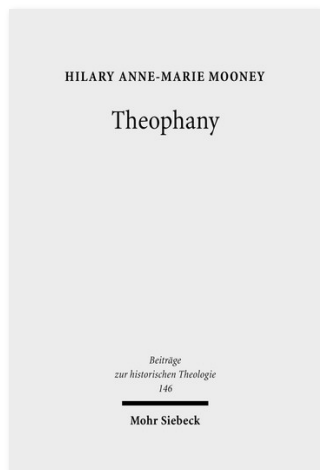 HILARY ANNE-MARIE MOONEY
Theophany
Beiträge
zur historischen Theologie
146
Mohr Siebeck